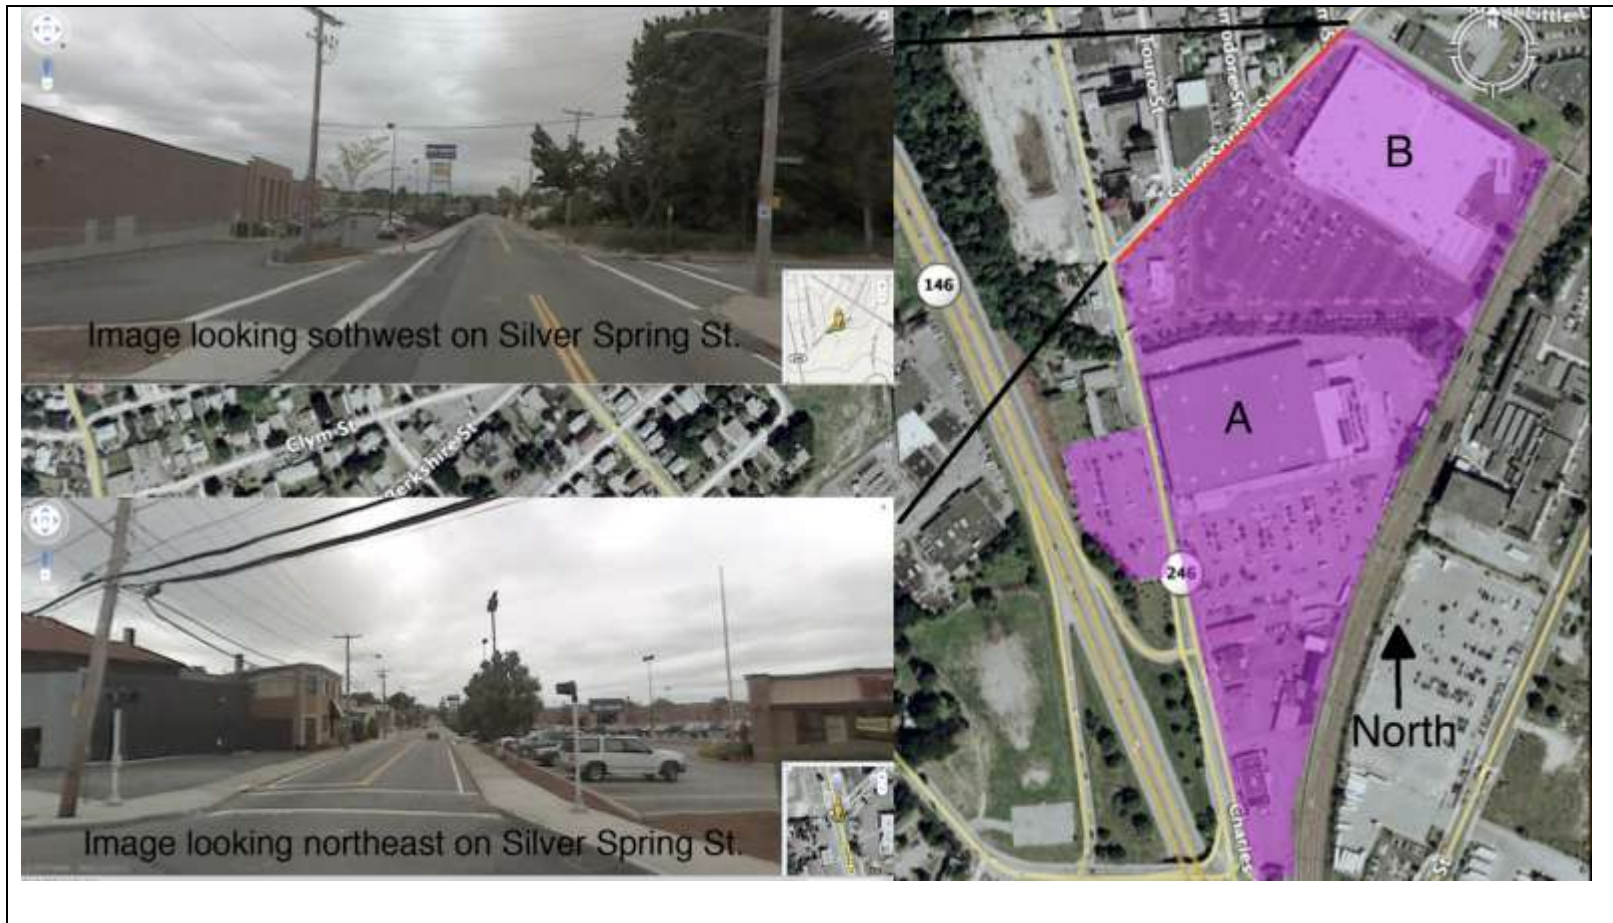 Image looking sothwest on Silver Spring St.
Clym St
Berkshire St
Image looking northeast on Silver Spring St.
Touro St
146
B
A
246
North
Charles